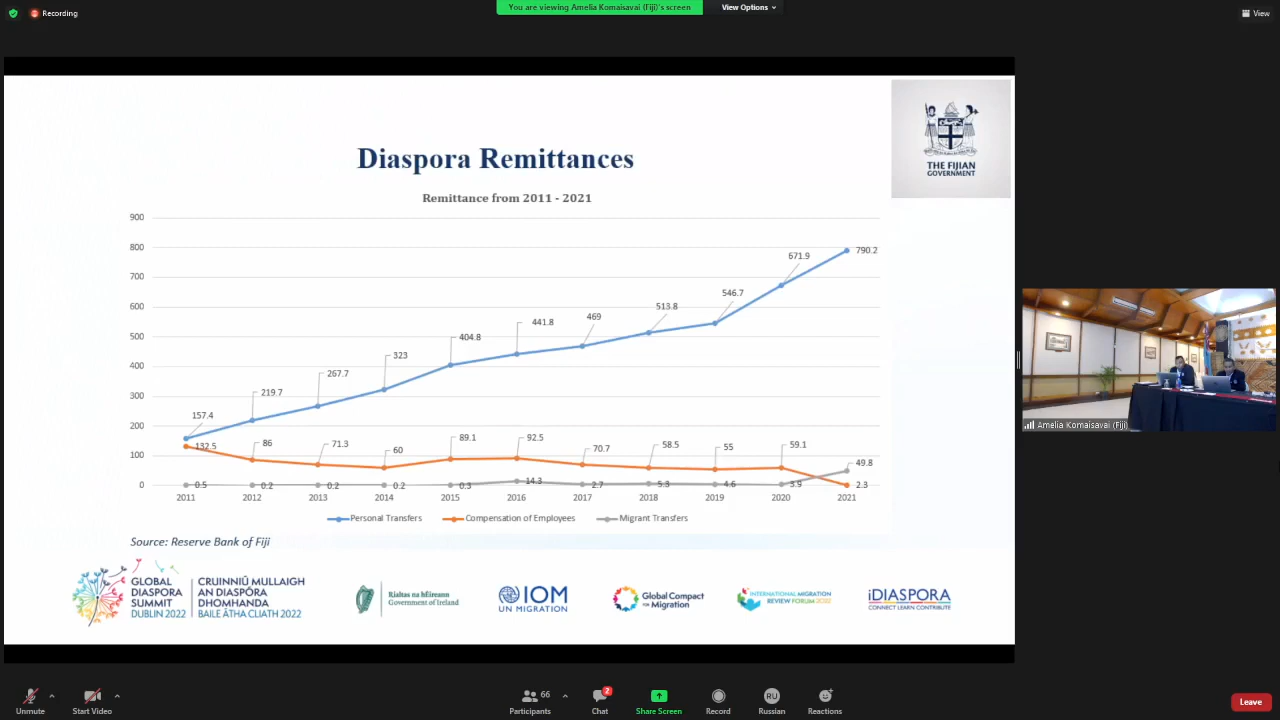 Recording
You are viewing Amelia Komaisavai (Fiji)'s screen
View Options
View
THE FIJIAN
GOVERNMENT
Diaspora Remittances
Remittance from 2011 - 2021
900
800
700
600
500
400
300
200
100
0
157.4
219.7
267.7
323
404.8
441.8
469
513.8
546.7
671.9
790.2
132.5
86
71.3
60
89.1
92.5
70.7
58.5
55
59.1
2.3
0.5
0.2
0.2
0.2
0.3
14.3
2.7
5.3
4.6
3.9
49.8
2011
2012
2013
2014
2015
2016
2017
2018
2019
2020
2021
Personal Transfers
Compensation of Employees
Migrant Transfers
Source: Reserve Bank of Fiji
GLOBAL
DIASPORA
SUMMIT
DUBLIN 2022
CRUINNIÚ MULLAIGH
AN DIASPÓRA
DHOMHANDA
BAILE ÁTHA CLIATH 2022
Rialtas na hÉireann
Government of Ireland
IOM
UN MIGRATION
Global Compact
for Migration
INTERNATIONAL MIGRATION
REVIEW FORUM 2022
iDIASPORA
CONNECT LEARN CONTRIBUTE
Amelia Komaisavai (Fiji)
Unmute
Start Video
66
Participants
2
Chat
Share Screen
Record
RU
Russian
Reactions
Leave